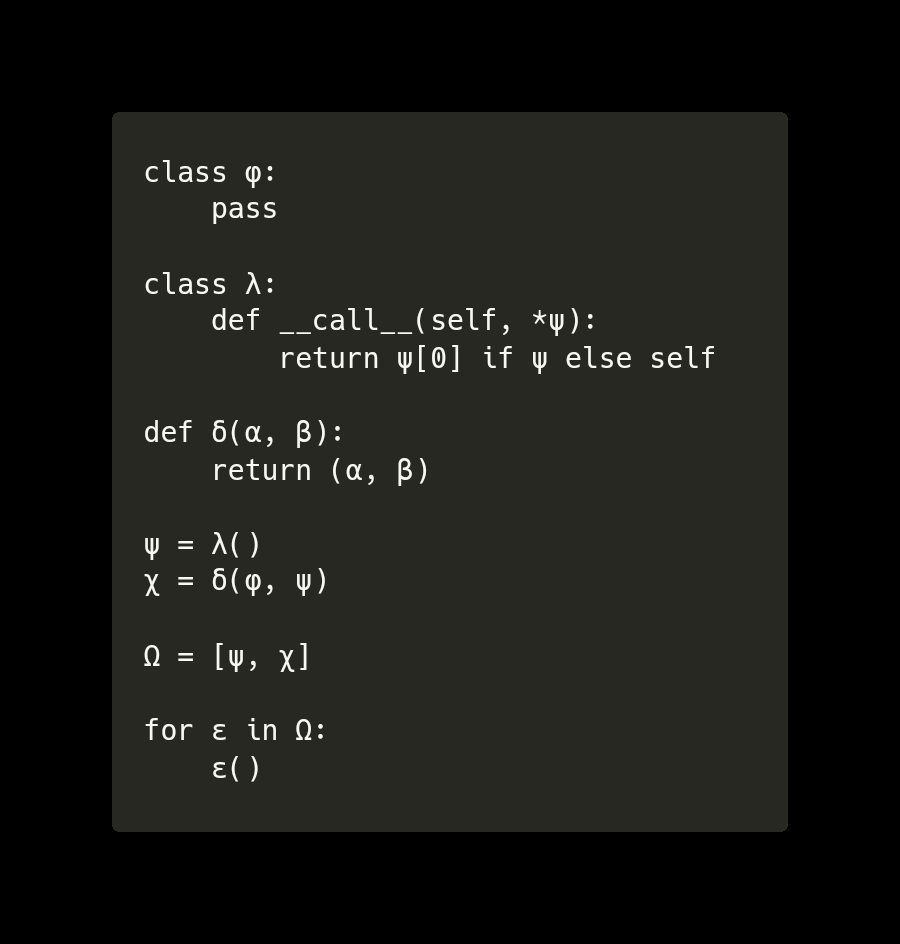 class φ:
    pass

class λ:
    def __call__(self, *ψ):
        return ψ[0] if ψ else self

def δ(α, β):
    return (α, β)

ψ = λ()
χ = δ(φ, ψ)

Ω = [ψ, χ]

for ε in Ω:
    ε()